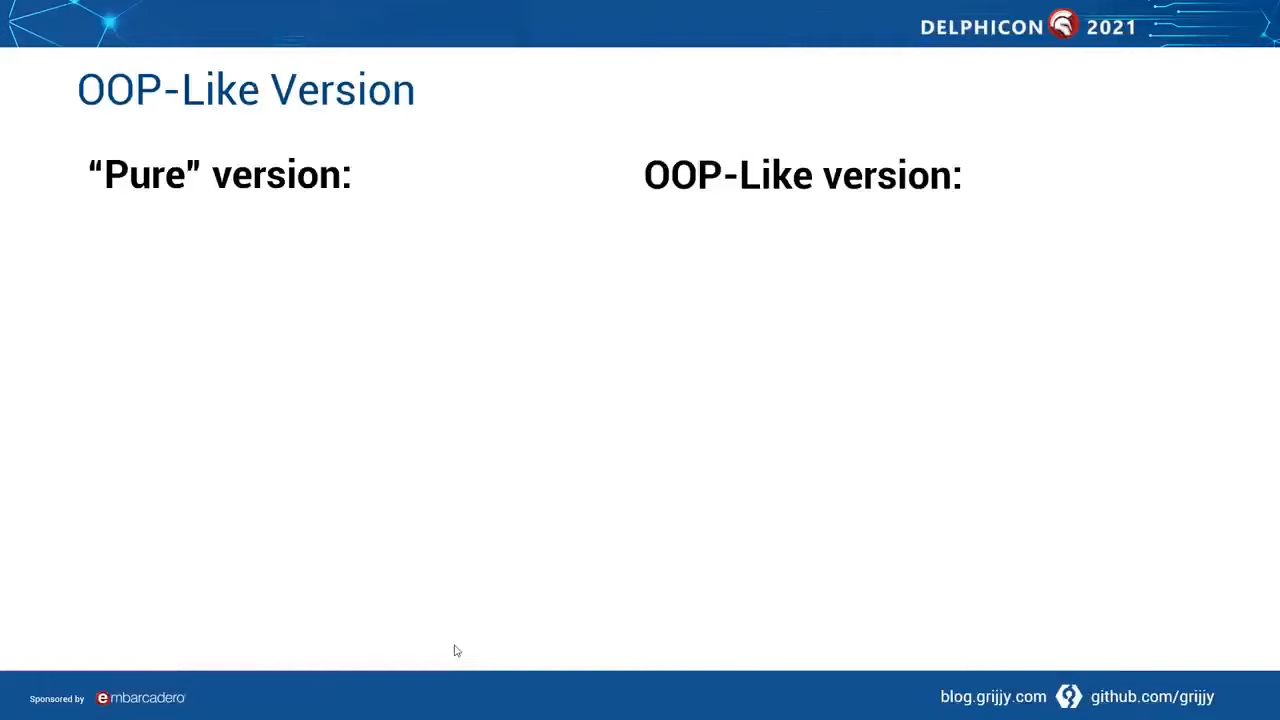 DELPHICON 2021
OOP-Like Version
“Pure” version:
OOP-Like version:
Sponsored by embarcadero
blog.grijjy.com github.com/grijjy